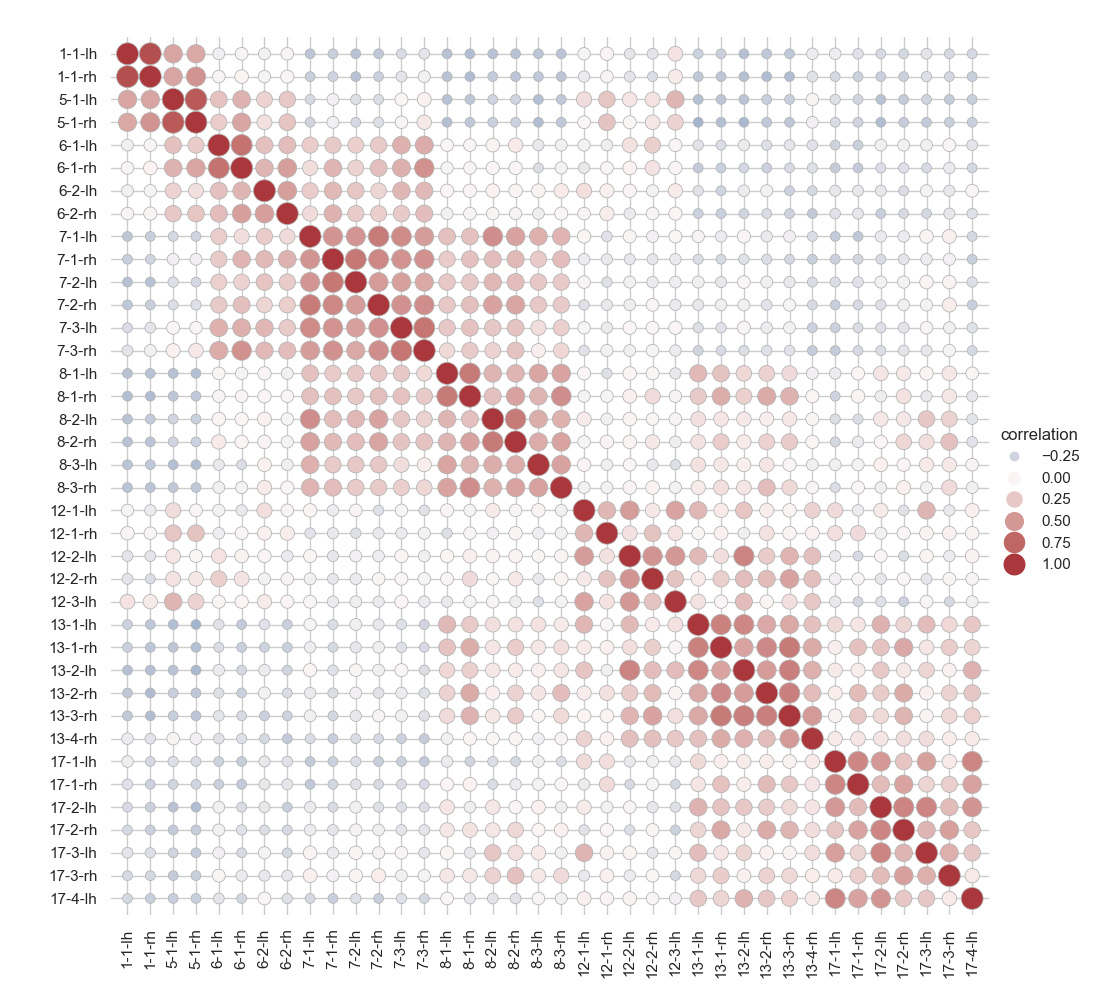 1-1-lh
1-1-rh
5-1-lh
5-1-rh
6-1-lh
6-1-rh
6-2-lh
6-2-rh
7-1-lh
7-1-rh
7-2-lh
7-2-rh
7-3-lh
7-3-rh
8-1-lh
8-1-rh
8-2-lh
8-2-rh
8-3-lh
8-3-rh
12-1-lh
12-1-rh
12-2-lh
12-2-rh
12-3-lh
13-1-lh
13-1-rh
13-2-lh
13-2-rh
13-3-rh
13-4-rh
17-1-lh
17-1-rh
17-2-lh
17-2-rh
17-3-lh
17-3-rh
17-4-lh
1-1-lh
1-1-rh
5-1-lh
5-1-rh
6-1-lh
6-1-rh
6-2-lh
6-2-rh
7-1-lh
7-1-rh
7-2-lh
7-2-rh
7-3-lh
7-3-rh
8-1-lh
8-1-rh
8-2-lh
8-2-rh
8-3-lh
8-3-rh
12-1-lh
12-1-rh
12-2-lh
12-2-rh
12-3-lh
13-1-lh
13-1-rh
13-2-lh
13-2-rh
13-3-rh
13-4-rh
17-1-lh
17-1-rh
17-2-lh
17-2-rh
17-3-lh
17-3-rh
17-4-lh
correlation
−0.25
0.00
0.25
0.50
0.75
1.00